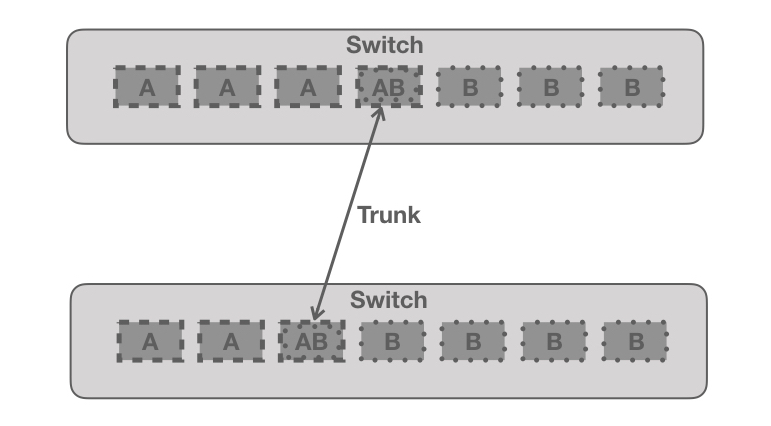 Switch
A A A AB B B B
Trunk
Switch
A A AB B B B B